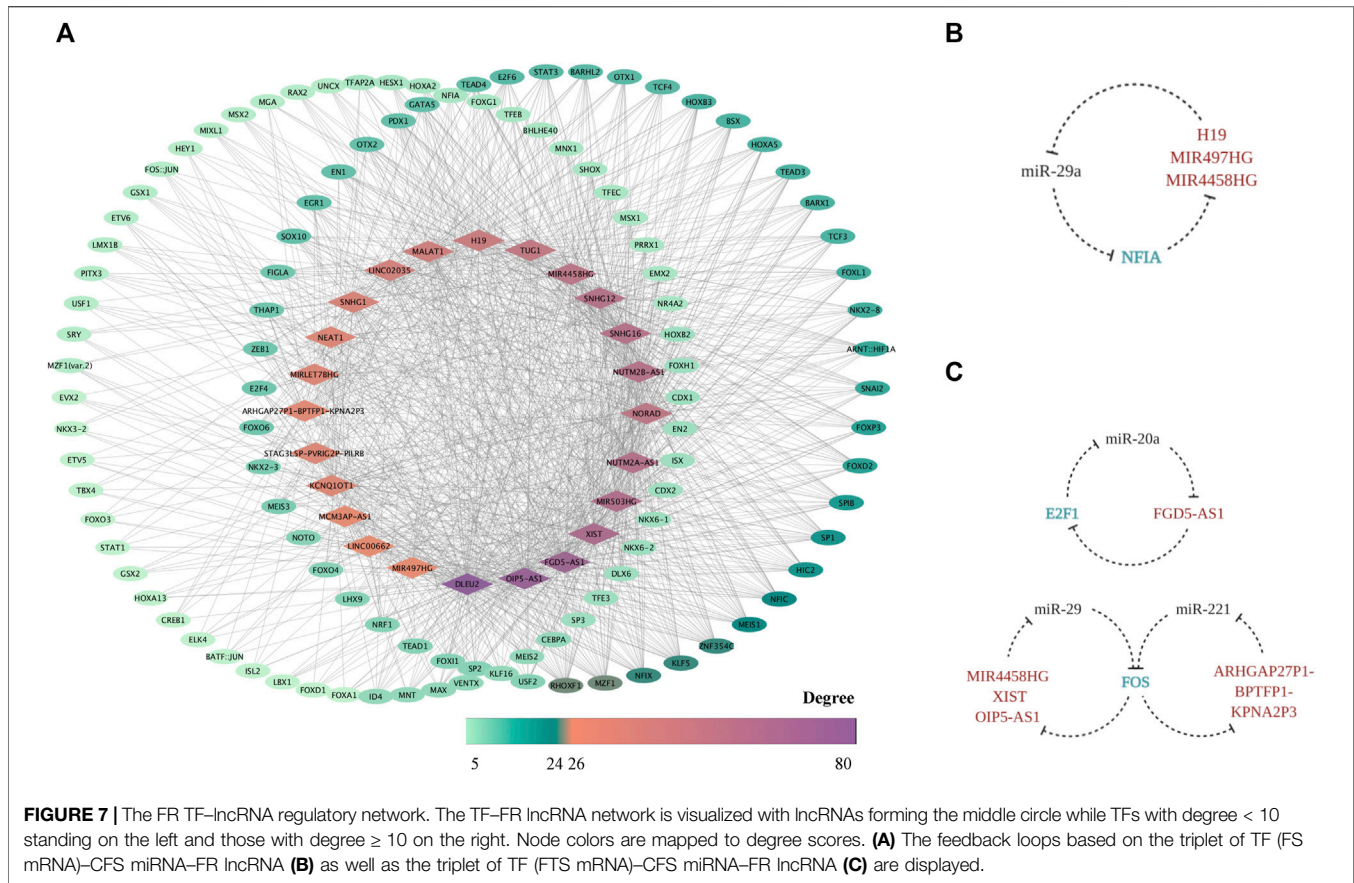 A
B
C
TEAD4
E2F6
STAT3
BARHL2
OTX1
TCF4
HOXB3
BSX
HOXA5
TEAD3
BARX1
TCF3
FOXL1
NKX2-8
ARNT::HIF1A
SNAI2
FOXP3
FOXD2
SPIB
SP1
HIC2
NFIC
MEIS1
ZNF354C
KLF5
NFIX
MZF1
RHOXF1
USF2
KLF16
SP2
VENTX
MAX
MNT
ID4
FOXA1
FOXD1
LBX1
ISL2
BATF::JUN
ELK4
CREB1
HOXA13
GSX2
STAT1
FOXO3
TBX4
ETV5
NKX3-2
EVX2
MZF1(var.2)
SRY
USF1
PITX3
LMX1B
ETV6
GSX1
FOS::JUN
HEY1
MIXL1
MSX2
MGA
RAX2
UNCX
TFAP2A
HESX1
HOXA2
NFIA
FOXG1
TFEB
BHLHE40
MNX1
SHOX
TFEC
MSX1
PRRX1
EMX2
NR4A2
HOXB2
FOXH1
CDX1
EN2
ISX
CDX2
NKX6-1
NKX6-2
DLX6
TFE3
SP3
CEBPA
MEIS2
FOXI1
TEAD1
NRF1
LHX9
FOXO4
NOTO
MEIS3
NKX2-3
FOXO6
E2F4
ZEB1
THAP1
FIGLA
SOX10
EGR1
EN1
OTX2
PDX1
GATA5
H19
TUG1
MIR4458HG
SNHG12
SNHG16
NUTM2B-AS1
NORAD
NUTM2A-AS1
MIR503HG
XIST
FGD5-AS1
OIP5-AS1
DLEU2
MIR497HG
LINC00662
MCM3AP-AS1
KCNQ1OT1
STAG3L5P-PVRIG2P-PILRB
ARHGAP27P1-BPTFP1-KPNA2P3
MIRLET7BHG
NEAT1
SNHG1
LINC02035
MALAT1
Degree
5
24 26
80
miR-29a
H19
MIR497HG
MIR4458HG
NFIA
miR-20a
E2F1
FGD5-AS1
miR-29
miR-221
MIR4458HG
XIST
OIP5-AS1
FOS
ARHGAP27P1-
BPTFP1-
KPNA2P3
FIGURE 7 | The FR TF–lncRNA regulatory network. The TF–FR lncRNA network is visualized with lncRNAs forming the middle circle while TFs with degree < 10
standing on the left and those with degree ≥ 10 on the right. Node colors are mapped to degree scores. (A) The feedback loops based on the triplet of TF (FS
mRNA)–CFS miRNA–FR lncRNA (B) as well as the triplet of TF (FTS mRNA)–CFS miRNA–FR lncRNA (C) are displayed.